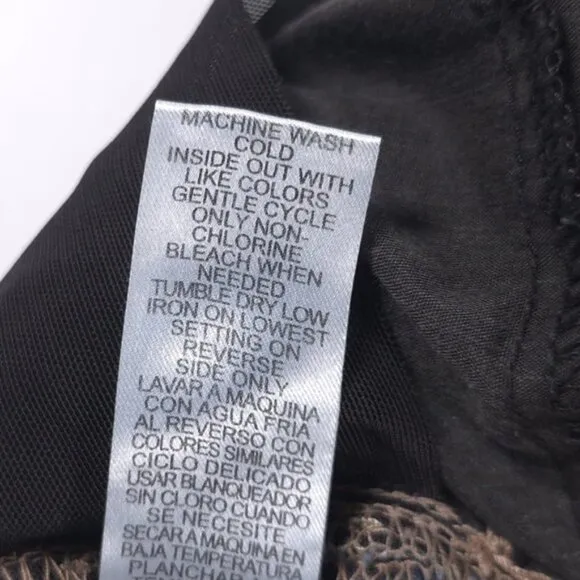 MACHINE WASH
COLD
INSIDE OUT WITH
LIKE COLORS
GENTLE CYCLE
ONLY NON-
CHLORINE
BLEACH WHEN
NEEDED
TUMBLE DRY LOW
IRON ON LOWEST
SETTING ON
REVERSE
SIDE ONLY
LAVAR A MAQUINA
CON AGUA FRIA
AL REVERSO CON
COLORES SIMILARES
CICLO DELICADO
USAR BLANQUEADOR
SIN CLORO CUANDO
SE NECESITE
SECAR A MAQUINA EN
BAJA TEMPERATURA